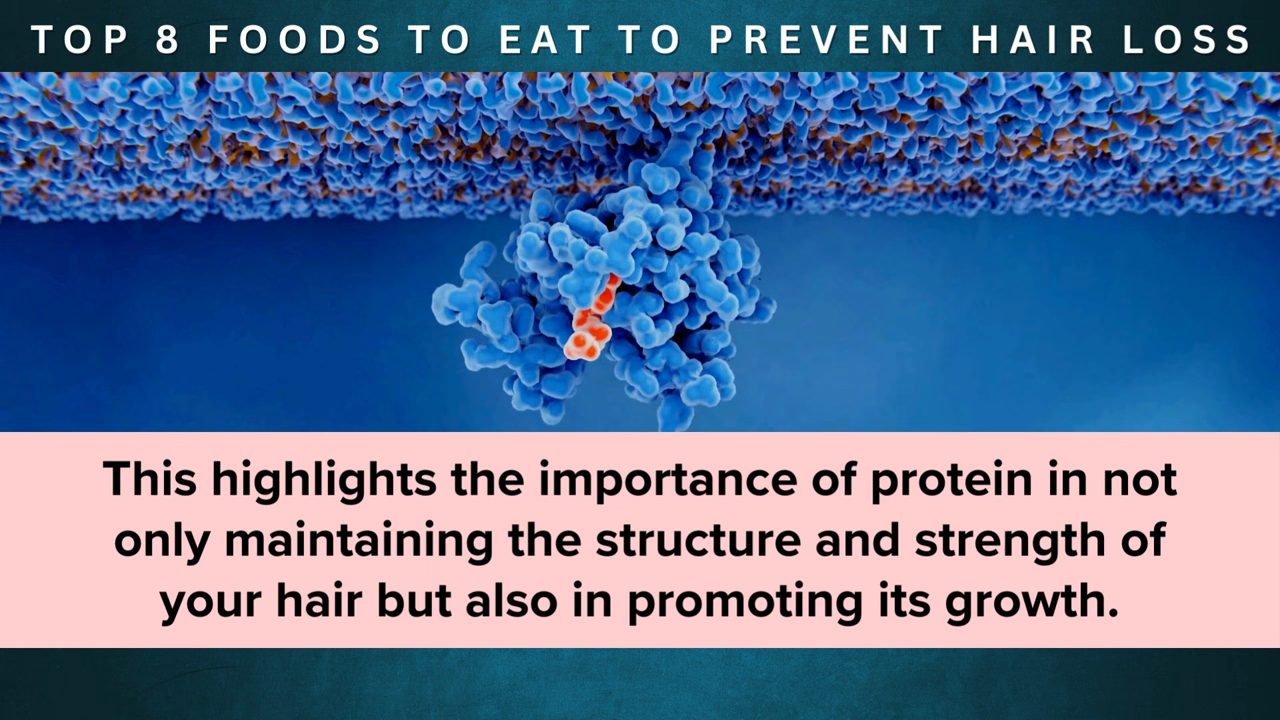 TOP 8 FOODS TO EAT TO PREVENT HAIR LOSS
This highlights the importance of protein in not
only maintaining the structure and strength of
your hair but also in promoting its growth.